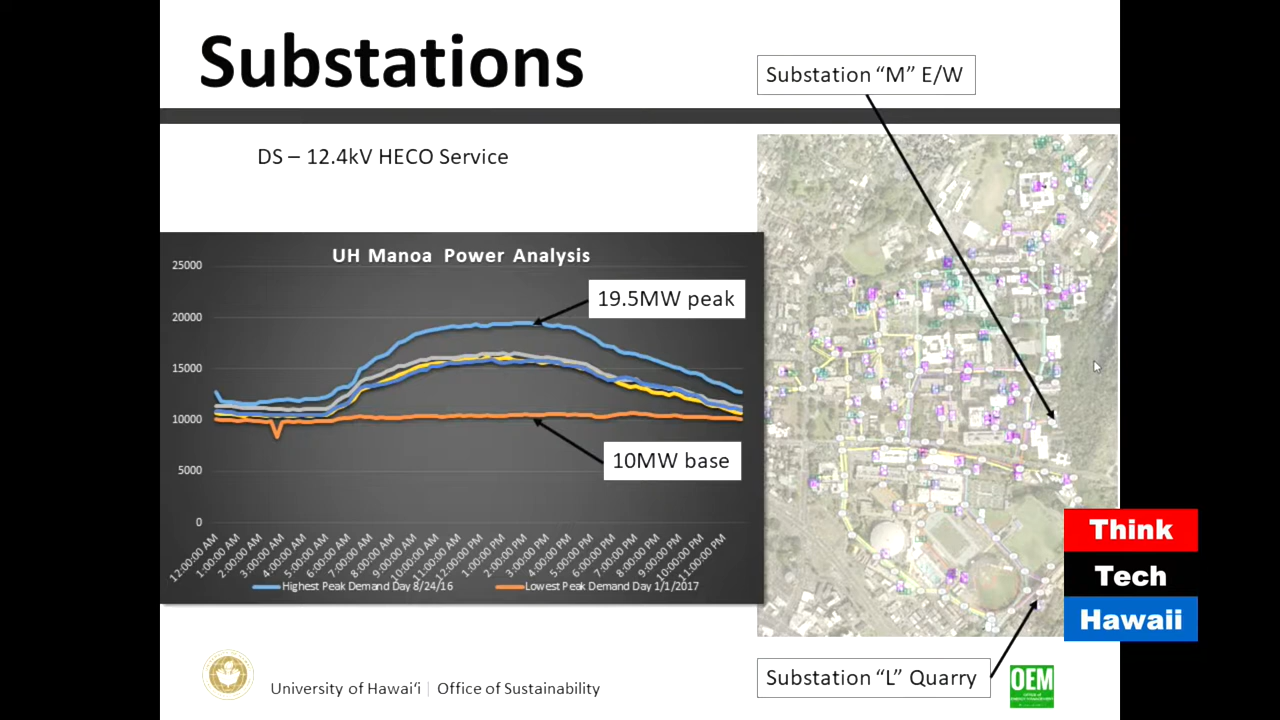 Substations
Substation “M” E/W
DS – 12.4kV HECO Service
UH Manoa Power Analysis
25000
20000
15000
10000
5000
0
19.5MW peak
10MW base
12:00:00 AM
1:00:00 AM
2:00:00 AM
3:00:00 AM
4:00:00 AM
5:00:00 AM
6:00:00 AM
7:00:00 AM
8:00:00 AM
9:00:00 AM
10:00:00 AM
11:00:00 AM
12:00:00 PM
1:00:00 PM
2:00:00 PM
3:00:00 PM
4:00:00 PM
5:00:00 PM
6:00:00 PM
7:00:00 PM
8:00:00 PM
9:00:00 PM
10:00:00 PM
11:00:00 PM
Highest Peak Demand Day 8/24/16
Lowest Peak Demand Day 1/1/2017
Think
Tech
Hawaii
Substation “L” Quarry
University of Hawai‘i | Office of Sustainability
OEM
OFFICE OF
ENERGY MANAGEMENT